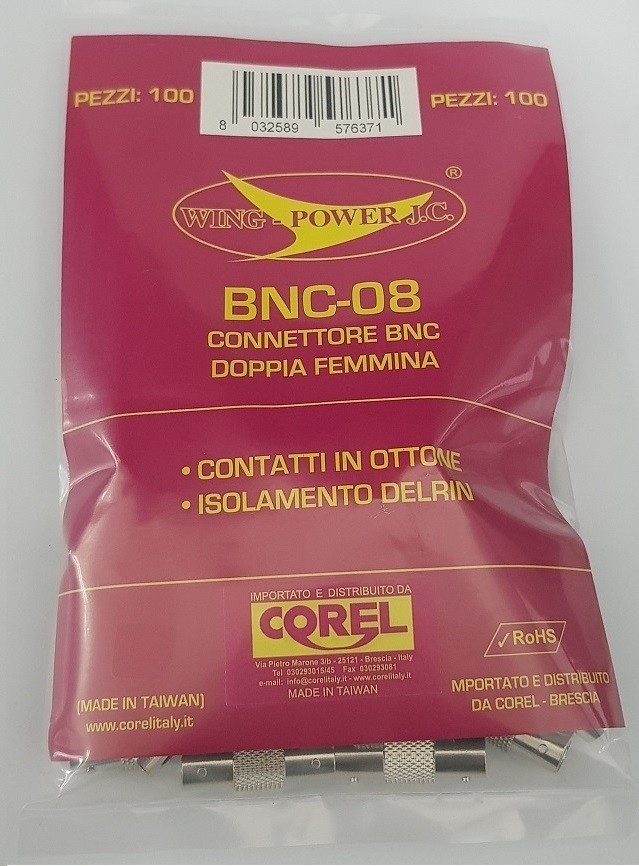 PEZZI: 100
8 032589 576371
PEZZI: 100
WING - POWER J.C. ®
BNC-08
CONNETTORE BNC
DOPPIA FEMMINA
• CONTATTI IN OTTONE
• ISOLAMENTO DELRIN
IMPORTATO E DISTRIBUITO DA
COREL
Via Pietro Marone 3/b - 25121 - Brescia - Italy
Tel 030293015/45 Fax 030293081
e-mail: info@corelitaly.it - www.corelitaly.it
MADE IN TAIWAN
✓RoHS
(MADE IN TAIWAN)
www.corelitaly.it
MPORTATO E DISTRIBUITO
DA COREL - BRESCIA